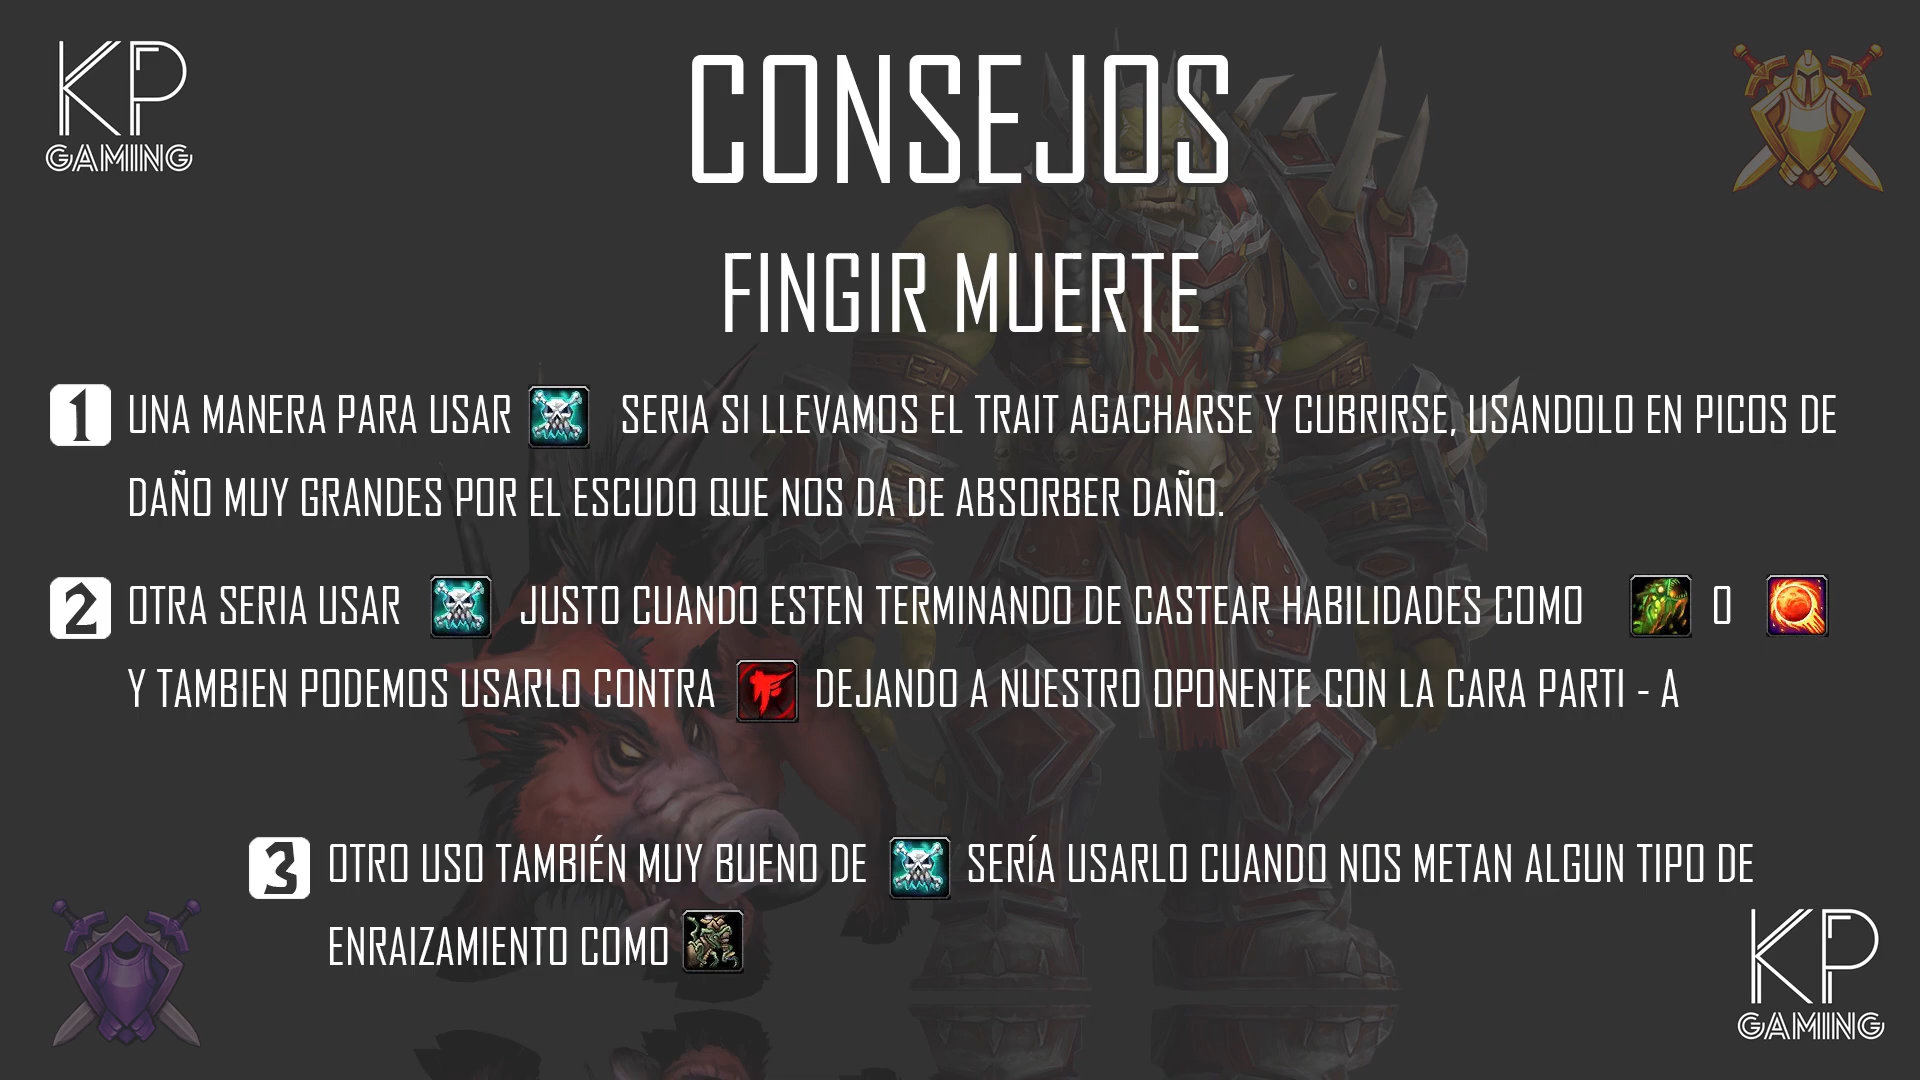 KP
GAMING
CONSEJOS
FINGIR MUERTE
1 UNA MANERA PARA USAR SERIA SI LLEVAMOS EL TRAIT AGACHARSE Y CUBRIRSE, USANDOLO EN PICOS DE
DAÑO MUY GRANDES POR EL ESCUDO QUE NOS DA DE ABSORBER DAÑO.
2 OTRA SERIA USAR JUSTO CUANDO ESTEN TERMINANDO DE CASTEAR HABILIDADES COMO O
Y TAMBIEN PODEMOS USARLO CONTRA DEJANDO A NUESTRO OPONENTE CON LA CARA PARTI - A
3 OTRO USO TAMBIÉN MUY BUENO DE SERÍA USARLO CUANDO NOS METAN ALGUN TIPO DE
ENRAIZAMIENTO COMO
KP
GAMING